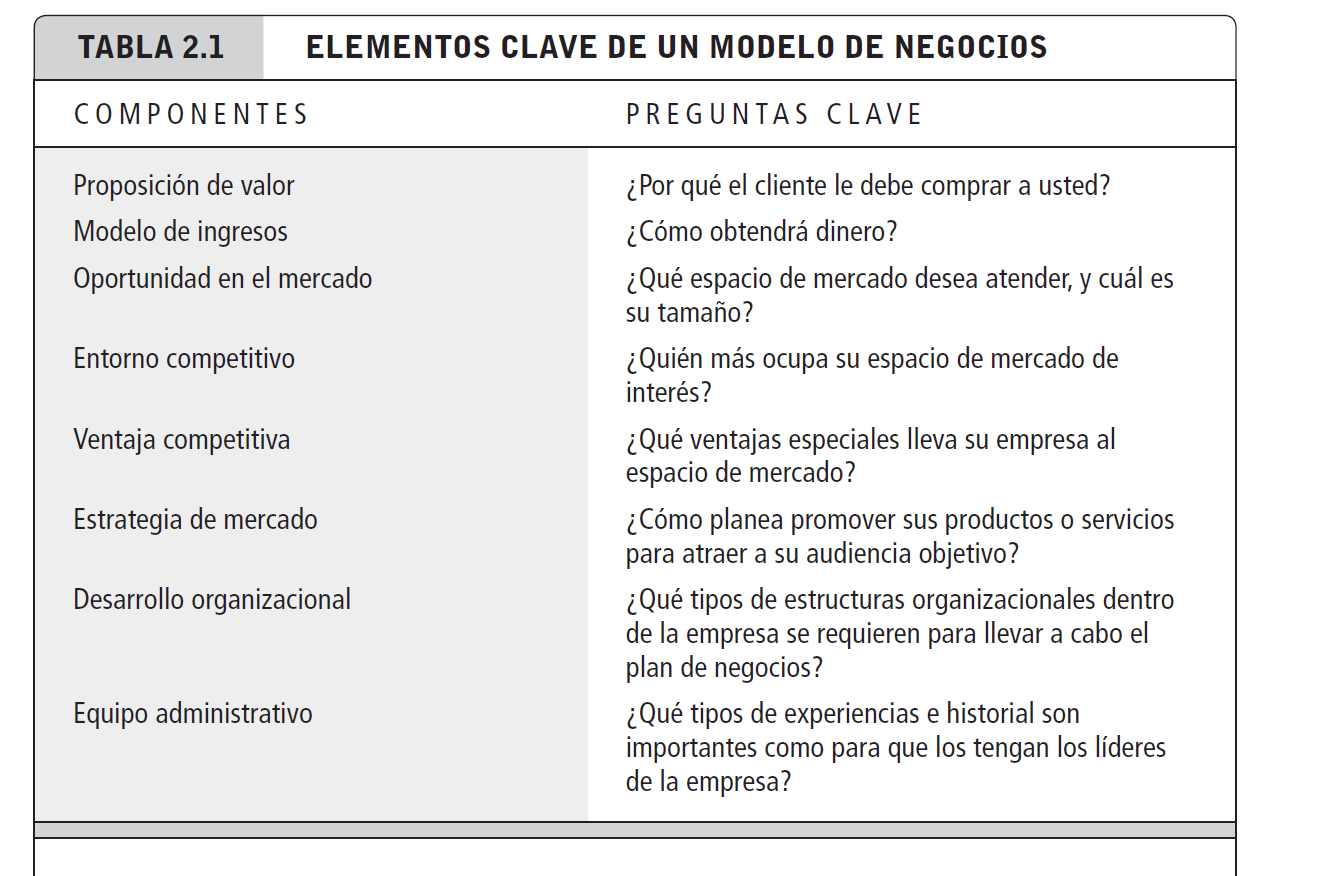 TABLA 2.1 ELEMENTOS CLAVE DE UN MODELO DE NEGOCIOS
COMPONENTES PREGUNTAS CLAVE
Proposición de valor ¿Por qué el cliente le debe comprar a usted?
Modelo de ingresos ¿Cómo obtendrá dinero?
Oportunidad en el mercado ¿Qué espacio de mercado desea atender, y cuál es
su tamaño?
Entorno competitivo ¿Quién más ocupa su espacio de mercado de
interés?
Ventaja competitiva ¿Qué ventajas especiales lleva su empresa al
espacio de mercado?
Estrategia de mercado ¿Cómo planea promover sus productos o servicios
para atraer a su audiencia objetivo?
Desarrollo organizacional ¿Qué tipos de estructuras organizacionales dentro
de la empresa se requieren para llevar a cabo el
plan de negocios?
Equipo administrativo ¿Qué tipos de experiencias e historial son
importantes como para que los tengan los líderes
de la empresa?